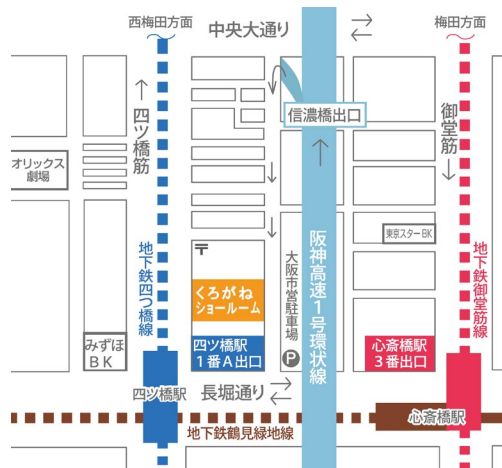 西梅田方面
中央大通り
梅田方面
四ツ橋筋
信濃橋出口
御堂筋
オリックス
劇場
地下鉄四つ橋線
〒
くろがね
ショールーム
大阪市営駐車場
P
阪神高速1号環状線
東京スターBK
地下鉄御堂筋線
みずほ
BK
四ツ橋駅
1番A出口
心斎橋駅
3番出口
四ツ橋駅
長堀通り
心斎橋駅
地下鉄鶴見緑地線